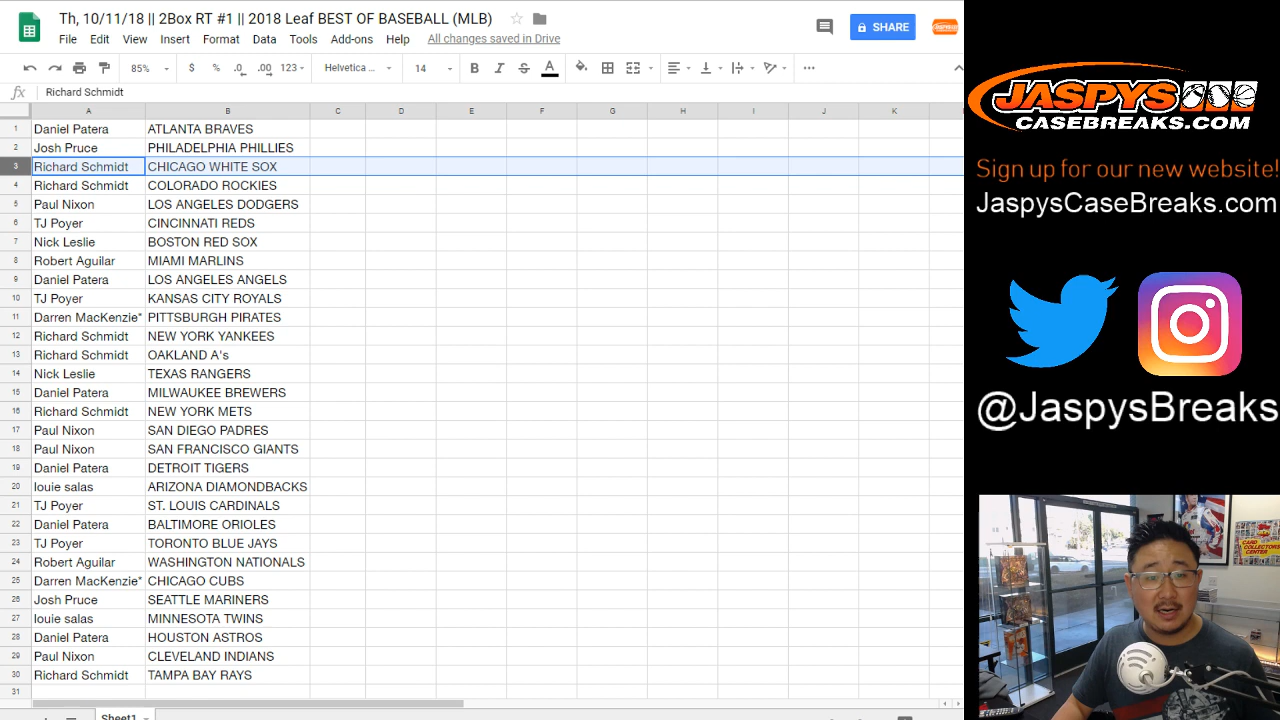 Th, 10/11/18 || 2Box RT #1 || 2018 Leaf BEST OF BASEBALL (MLB)
File Edit View Insert Format Data Tools Add-ons Help All changes saved in Drive
SHARE
85% $ % .0 .00 123 Helvetica ... 14 B I S A
fx Richard Schmidt
A B C D E F G H I J K
1 Daniel Patera ATLANTA BRAVES
2 Josh Pruce PHILADELPHIA PHILLIES
3 Richard Schmidt CHICAGO WHITE SOX
4 Richard Schmidt COLORADO ROCKIES
5 Paul Nixon LOS ANGELES DODGERS
6 TJ Poyer CINCINNATI REDS
7 Nick Leslie BOSTON RED SOX
8 Robert Aguilar MIAMI MARLINS
9 Daniel Patera LOS ANGELES ANGELS
10 TJ Poyer KANSAS CITY ROYALS
11 Darren MacKenzie* PITTSBURGH PIRATES
12 Richard Schmidt NEW YORK YANKEES
13 Richard Schmidt OAKLAND A's
14 Nick Leslie TEXAS RANGERS
15 Daniel Patera MILWAUKEE BREWERS
16 Richard Schmidt NEW YORK METS
17 Paul Nixon SAN DIEGO PADRES
18 Paul Nixon SAN FRANCISCO GIANTS
19 Daniel Patera DETROIT TIGERS
20 louie salas ARIZONA DIAMONDBACKS
21 TJ Poyer ST. LOUIS CARDINALS
22 Daniel Patera BALTIMORE ORIOLES
23 TJ Poyer TORONTO BLUE JAYS
24 Robert Aguilar WASHINGTON NATIONALS
25 Darren MacKenzie* CHICAGO CUBS
26 Josh Pruce SEATTLE MARINERS
27 louie salas MINNESOTA TWINS
28 Daniel Patera HOUSTON ASTROS
29 Paul Nixon CLEVELAND INDIANS
30 Richard Schmidt TAMPA BAY RAYS
31
Sheet1
JASPYS
CASEBREAKS.COM
Sign up for our new website!
JaspysCaseBreaks.com
@JaspysBreaks